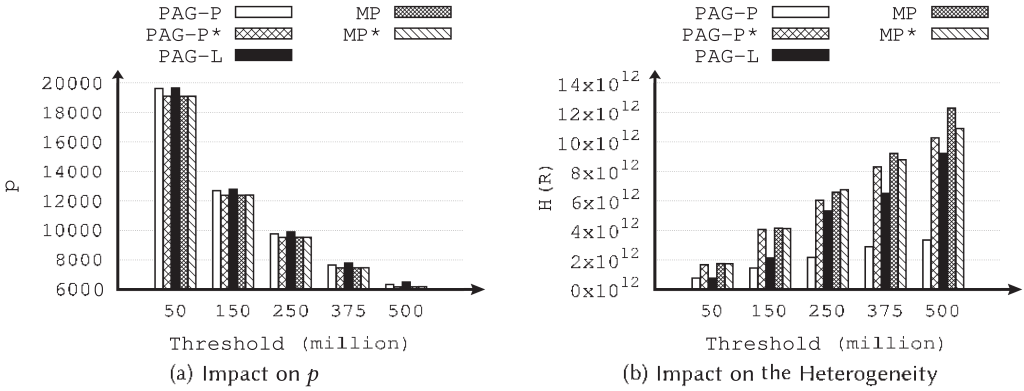 PAG-P
MP
PAG-P*
MP*
PAG-L
20000
18000
16000
14000
12000
10000
8000
6000
p
50 150 250 375 500
Threshold (million)
(a) Impact on p
PAG-P
MP
PAG-P*
MP*
PAG-L
14x10^12
12x10^12
10x10^12
8x10^12
6x10^12
4x10^12
2x10^12
0x10^12
H(R)
50 150 250 375 500
Threshold (million)
(b) Impact on the Heterogeneity